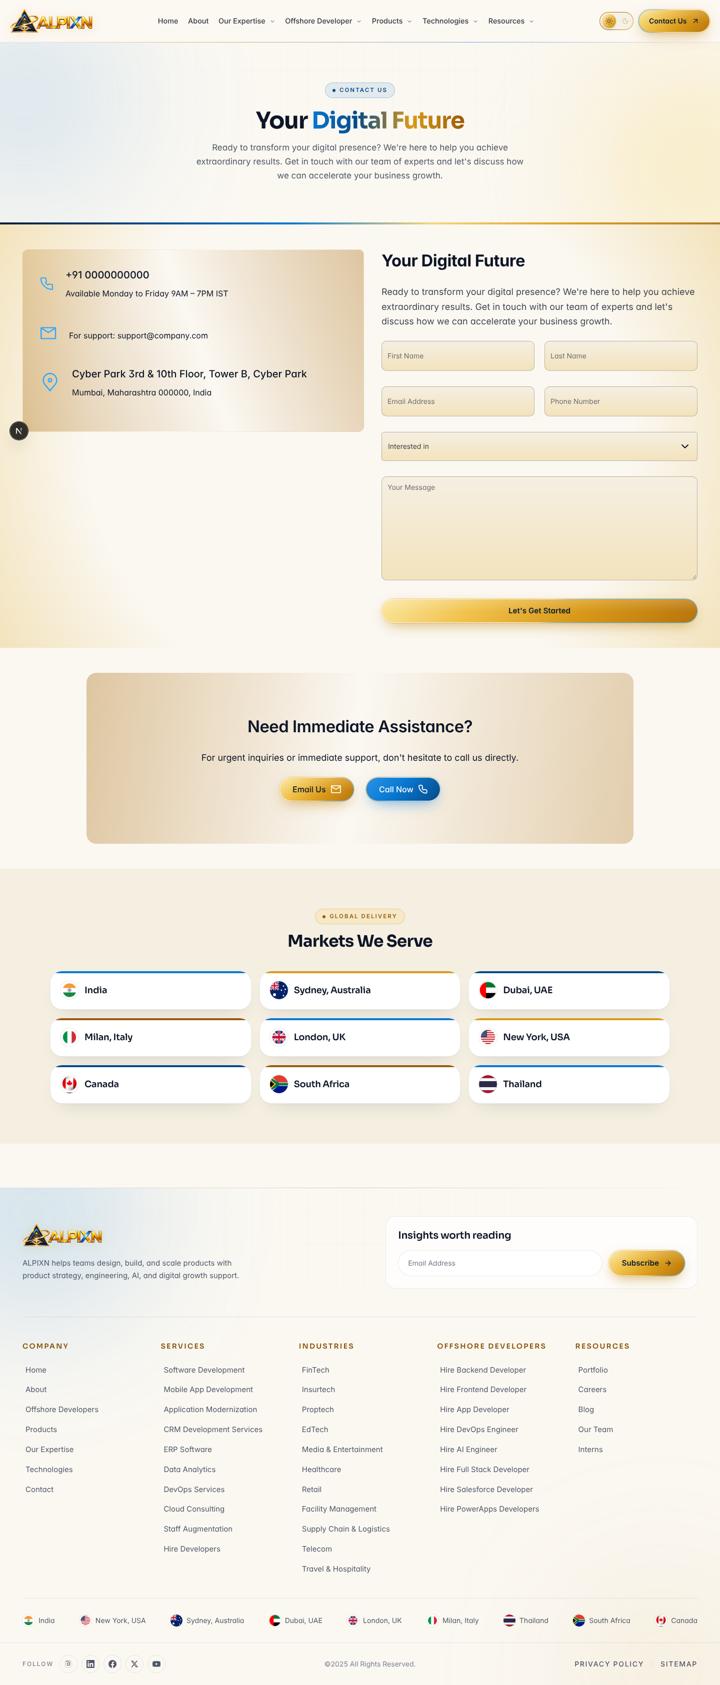 ALPIXN
Home About Our Expertise Offshore Developer Products Technologies Resources
Contact Us
CONTACT US
Your Digital Future
Ready to transform your digital presence? We're here to help you achieve
extraordinary results. Get in touch with our team of experts and let's discuss how
we can accelerate your business growth.
+91 0000000000
Available Monday to Friday 9AM – 7PM IST
For support: support@company.com
Cyber Park 3rd & 10th Floor, Tower B, Cyber Park
Mumbai, Maharashtra 000000, India
N
Your Digital Future
Ready to transform your digital presence? We're here to help you achieve
extraordinary results. Get in touch with our team of experts and let's
discuss how we can accelerate your business growth.
First Name
Last Name
Email Address
Phone Number
Interested in
Your Message
Let's Get Started
Need Immediate Assistance?
For urgent inquiries or immediate support, don't hesitate to call us directly.
Email Us
Call Now
GLOBAL DELIVERY
Markets We Serve
India
Sydney, Australia
Dubai, UAE
Milan, Italy
London, UK
New York, USA
Canada
South Africa
Thailand
ALPIXN
ALPIXN helps teams design, build, and scale products with
product strategy, engineering, AI, and digital growth support.
Insights worth reading
Email Address
Subscribe
COMPANY
Home
About
Offshore Developers
Products
Our Expertise
Technologies
Contact
SERVICES
Software Development
Mobile App Development
Application Modernization
CRM Development Services
ERP Software
Data Analytics
DevOps Services
Cloud Consulting
Staff Augmentation
Hire Developers
INDUSTRIES
FinTech
Insurtech
Proptech
EdTech
Media & Entertainment
Healthcare
Retail
Facility Management
Supply Chain & Logistics
Telecom
Travel & Hospitality
OFFSHORE DEVELOPERS
Hire Backend Developer
Hire Frontend Developer
Hire App Developer
Hire DevOps Engineer
Hire AI Engineer
Hire Full Stack Developer
Hire Salesforce Developer
Hire PowerApps Developers
RESOURCES
Portfolio
Careers
Blog
Our Team
Interns
India New York, USA Sydney, Australia Dubai, UAE London, UK Milan, Italy Thailand South Africa Canada
FOLLOW
©2025 All Rights Reserved.
PRIVACY POLICY SITEMAP